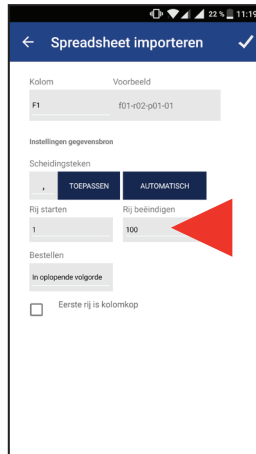 22 % 11:19
Spreadsheet importeren
Kolom Voorbeeld
F1 f01-r02-p01-01
Instellingen gegevensbron
Scheidingsteken
, TOEPASSEN AUTOMATISCH
Rij starten Rij beëindigen
1 100
Bestellen
In oplopende volgorde
Eerste rij is kolomkop